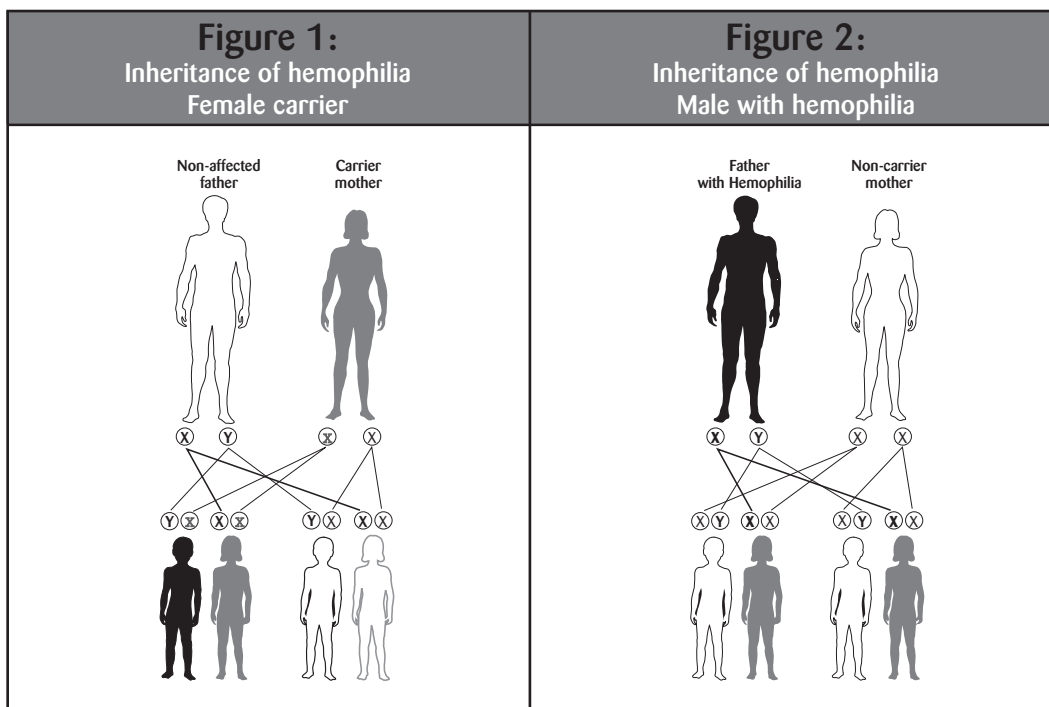 Figure 1:
Inheritance of hemophilia
Female carrier
Non-affected
father
Carrier
mother
X Y X X
Y X X X Y X X X
Figure 2:
Inheritance of hemophilia
Male with hemophilia
Father
with Hemophilia
Non-carrier
mother
X Y X X
X Y X X X Y X X